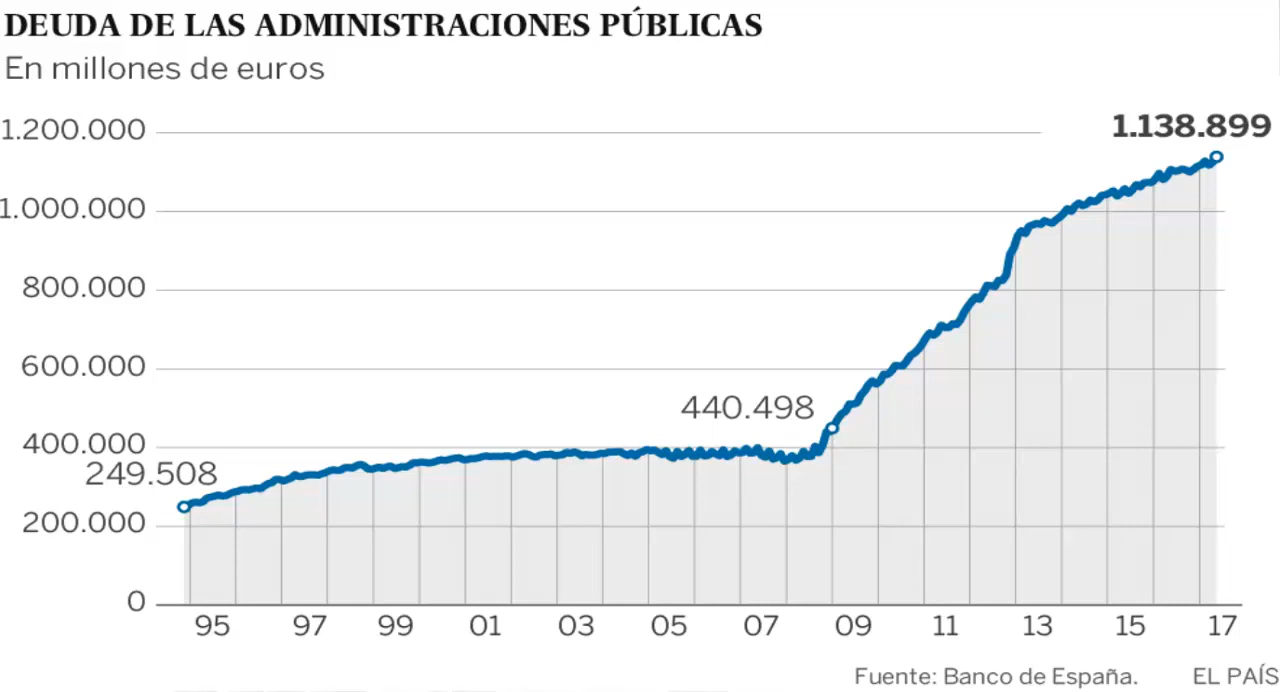 DEUDA DE LAS ADMINISTRACIONES PÚBLICAS
En millones de euros
1.200.000
1.138.899
1.000.000
800.000
600.000
440.498
400.000
249.508
200.000
0
95 97 99 01 03 05 07 09 11 13 15 17
Fuente: Banco de España. EL PAÍS